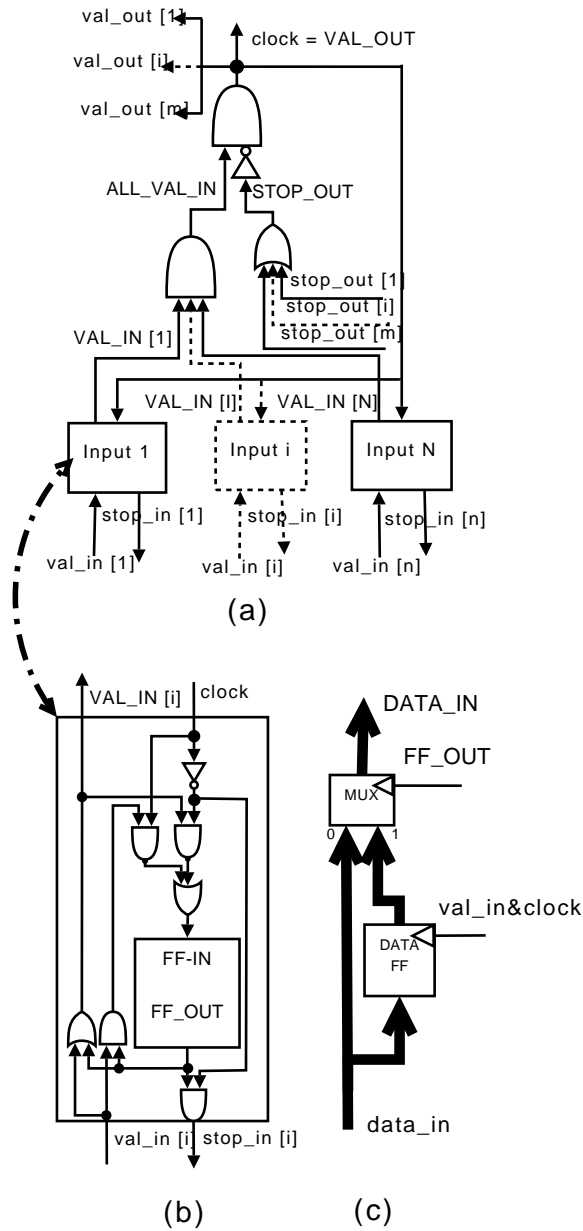 val_out [1]
clock = VAL_OUT
val_out [i]
val_out [m]
ALL_VAL_IN
STOP_OUT
stop_out [1]
stop_out [i]
stop_out [m]
VAL_IN [1]
VAL_IN [I]
VAL_IN [N]
Input 1
Input i
Input N
stop_in [1]
stop_in [i]
stop_in [n]
val_in [1]
val_in [i]
val_in [n]
(a)
VAL_IN [i]
clock
DATA_IN
FF_OUT
MUX
0
1
val_in&clock
DATA
FF
FF-IN
FF_OUT
data_in
val_in [i]
stop_in [i]
(b)
(c)